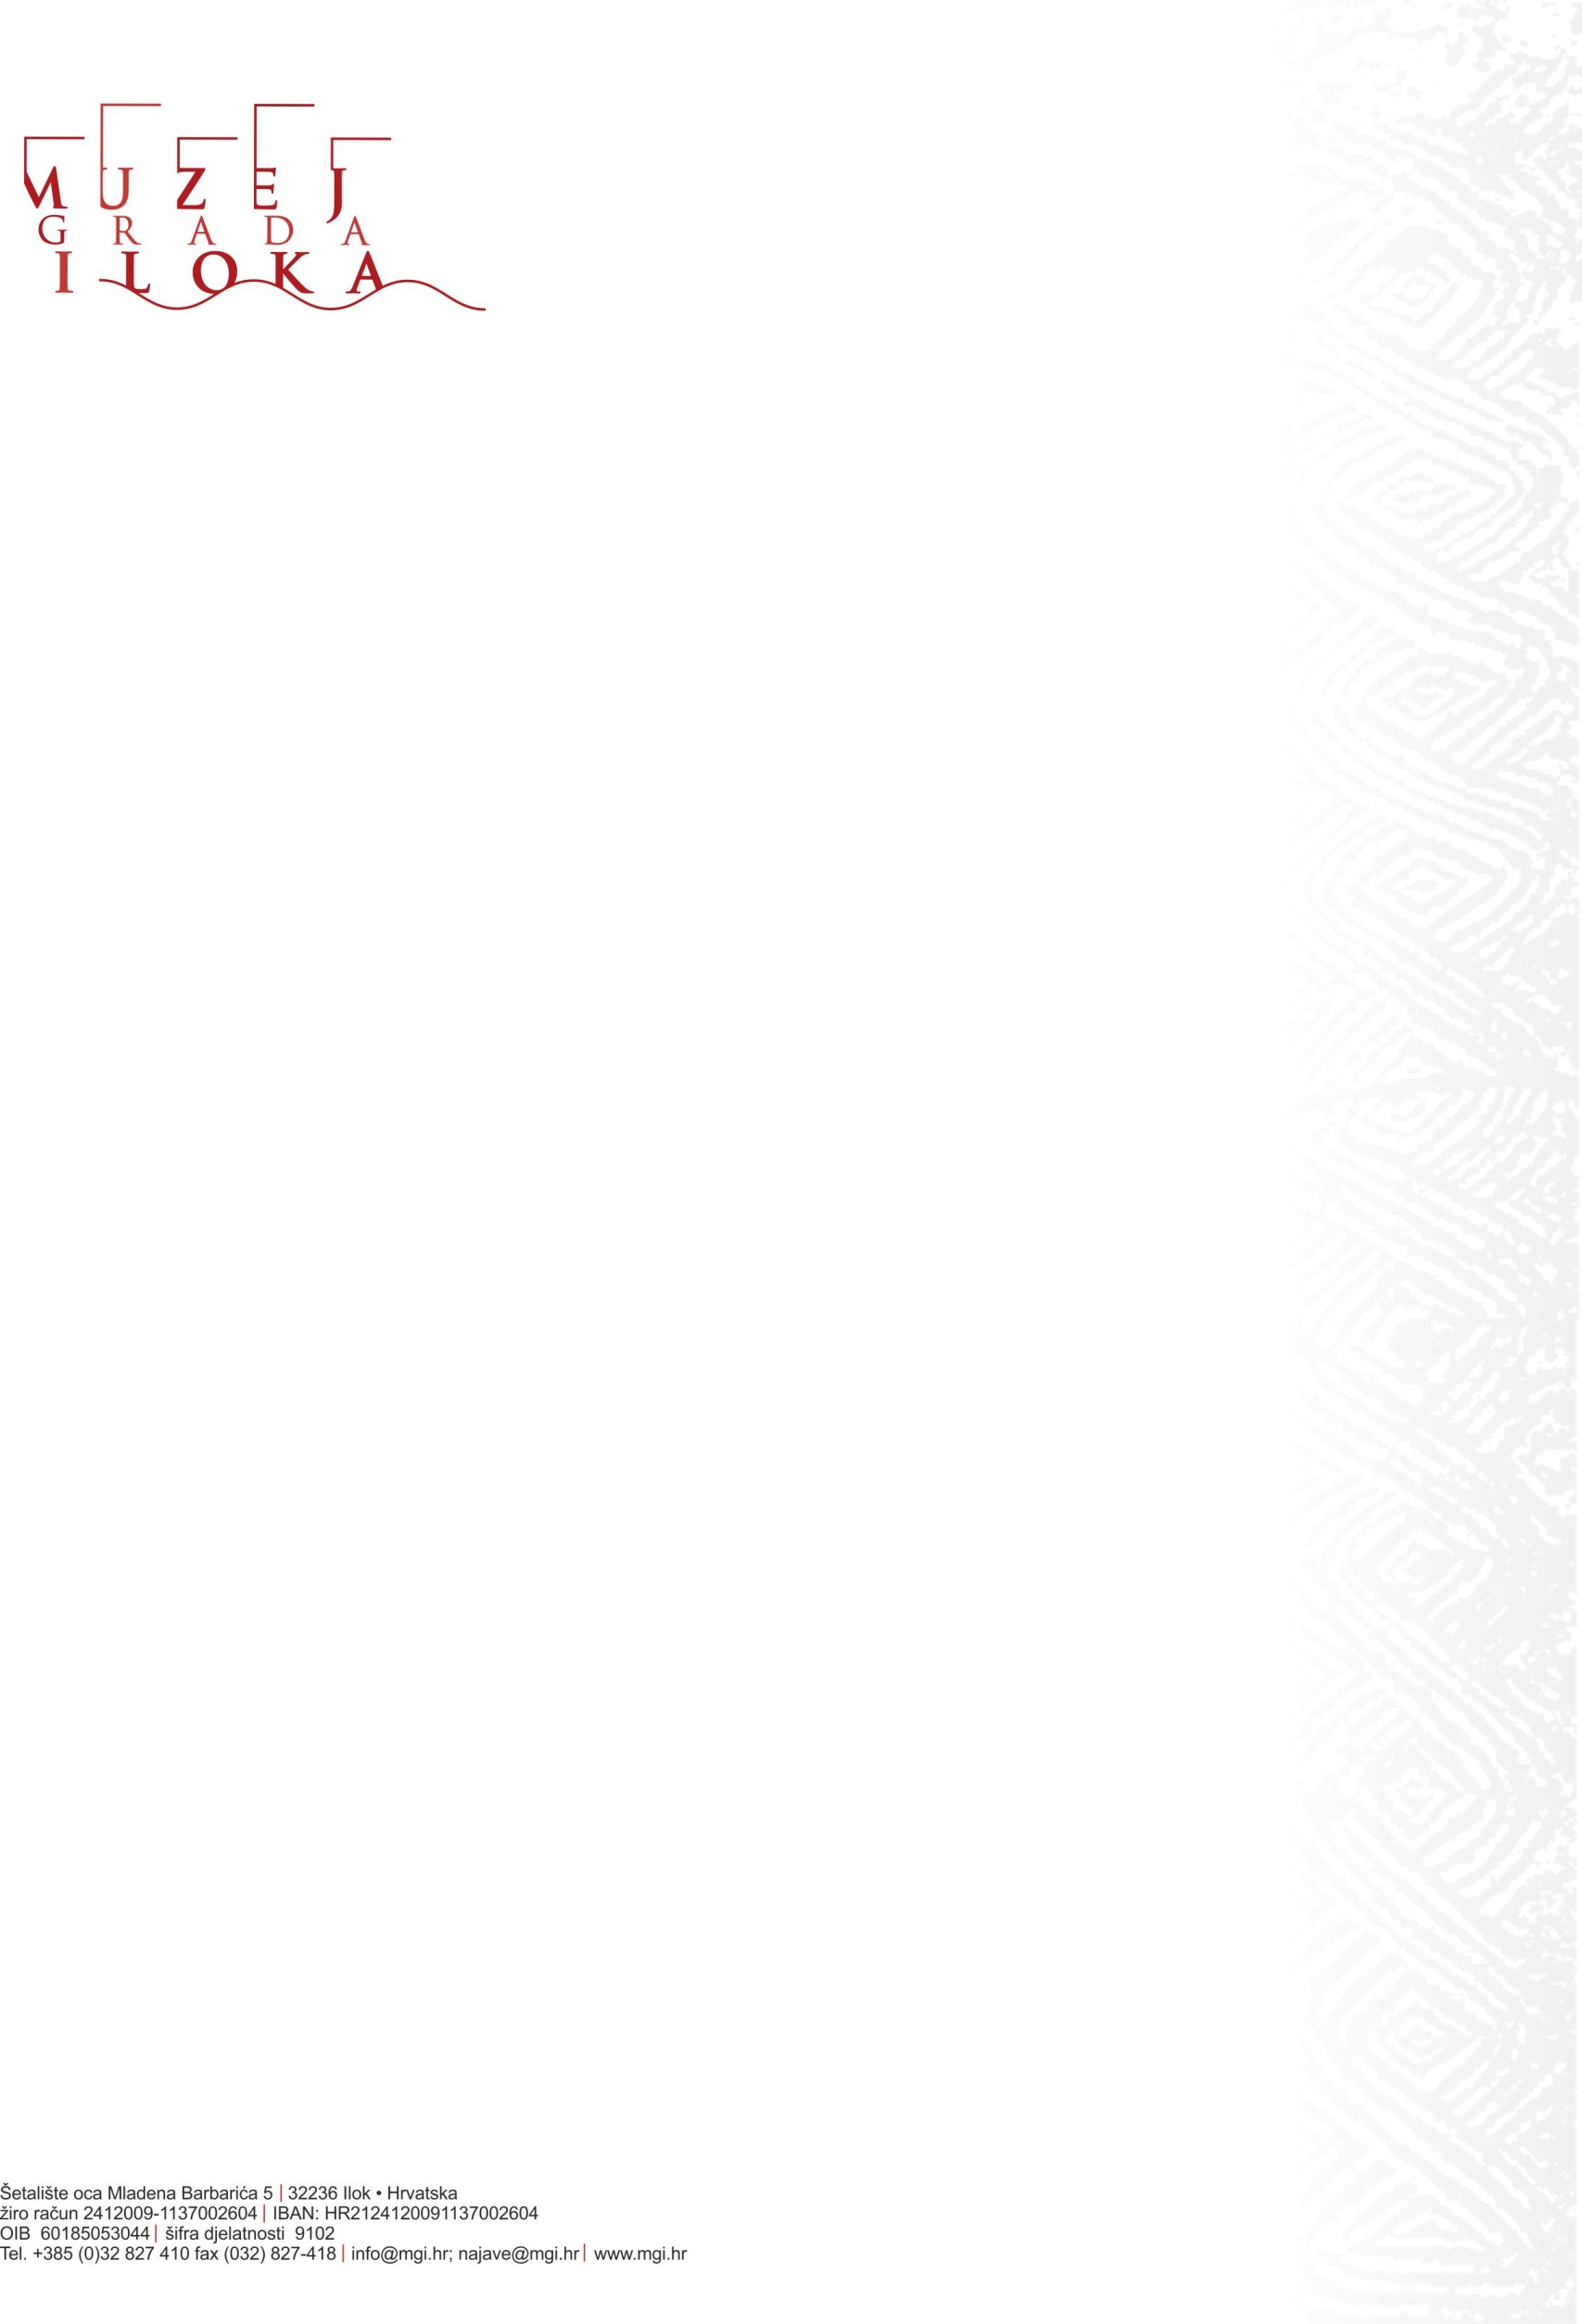 MUZEJ
GRADA
ILOKA
Šetalište oca Mladena Barbarića 5 | 32236 Ilok • Hrvatska
žiro račun 2412009-1137002604 | IBAN: HR2124120091137002604
OIB 60185053044 | šifra djelatnosti 9102
Tel. +385 (0)32 827 410 fax (032) 827-418 | info@mgi.hr; najave@mgi.hr | www.mgi.hr